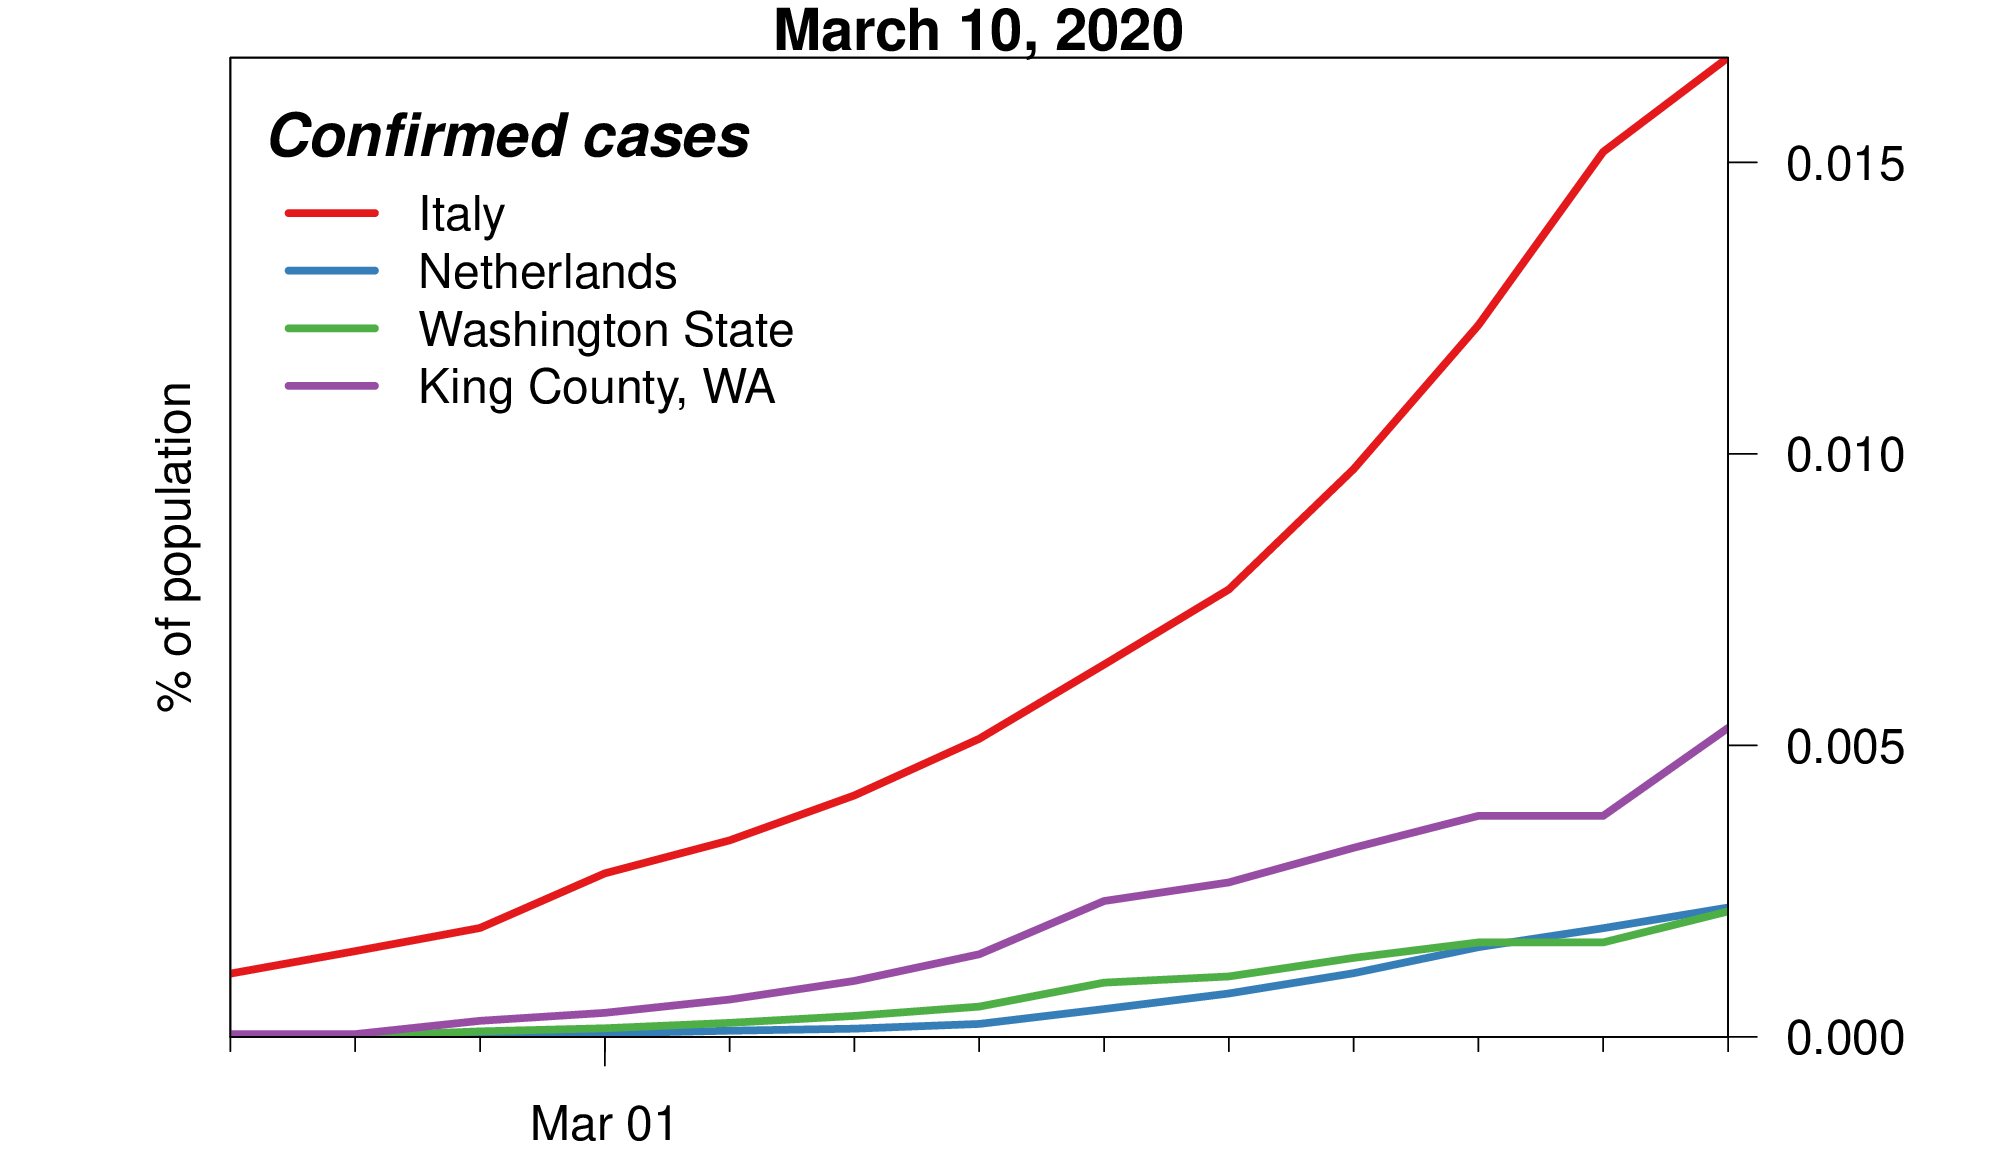 March 10, 2020
Confirmed cases
Italy
Netherlands
Washington State
King County, WA
% of population
0.015
0.010
0.005
0.000
Mar 01